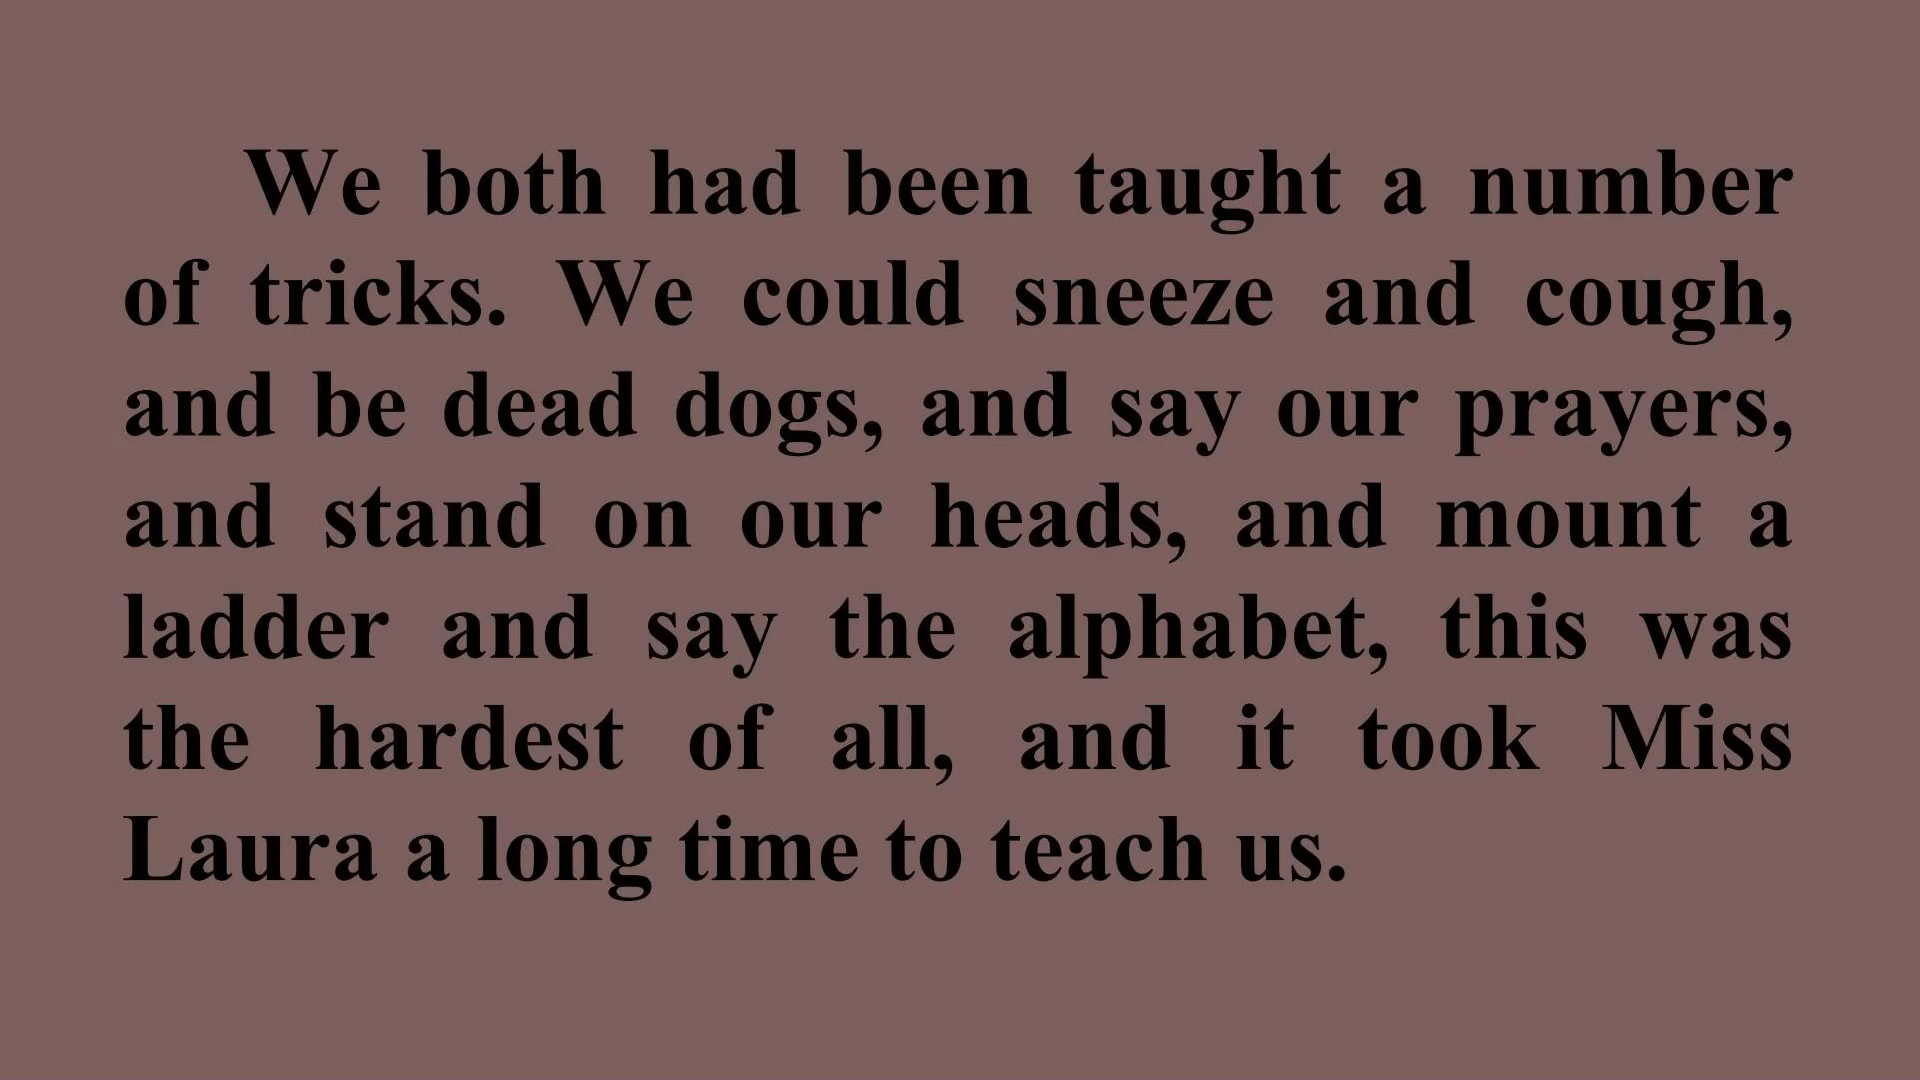 We both had been taught a number
of tricks. We could sneeze and cough,
and be dead dogs, and say our prayers,
and stand on our heads, and mount a
ladder and say the alphabet, this was
the hardest of all, and it took Miss
Laura a long time to teach us.